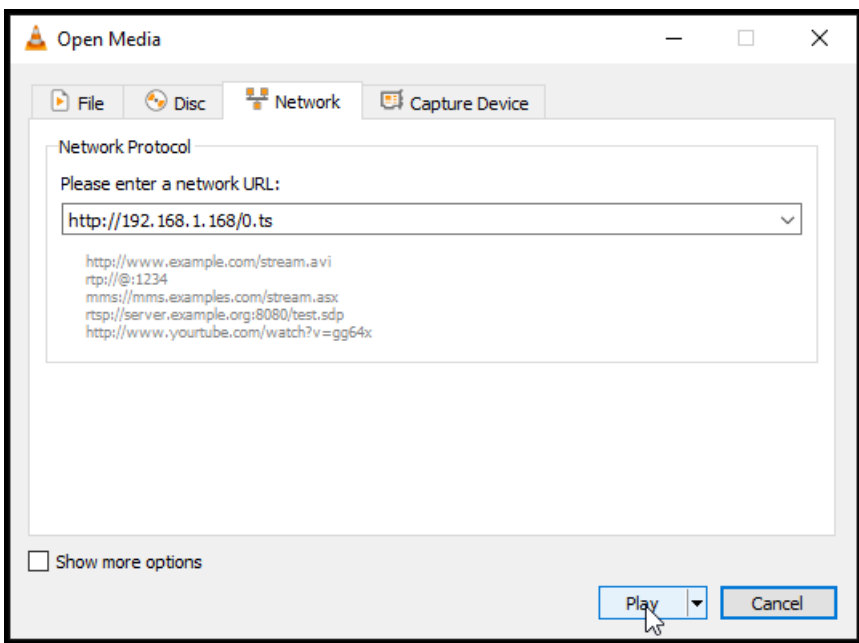 Open Media
File
Disc
Network
Capture Device
Network Protocol
Please enter a network URL:
http://192.168.1.168/0.ts
http://www.example.com/stream.avi
rtp://@:1234
mms://mms.examples.com/stream.asx
rtsp://server.example.org:8080/test.sdp
http://www.yourtube.com/watch?v=gg64x
Show more options
Play
Cancel